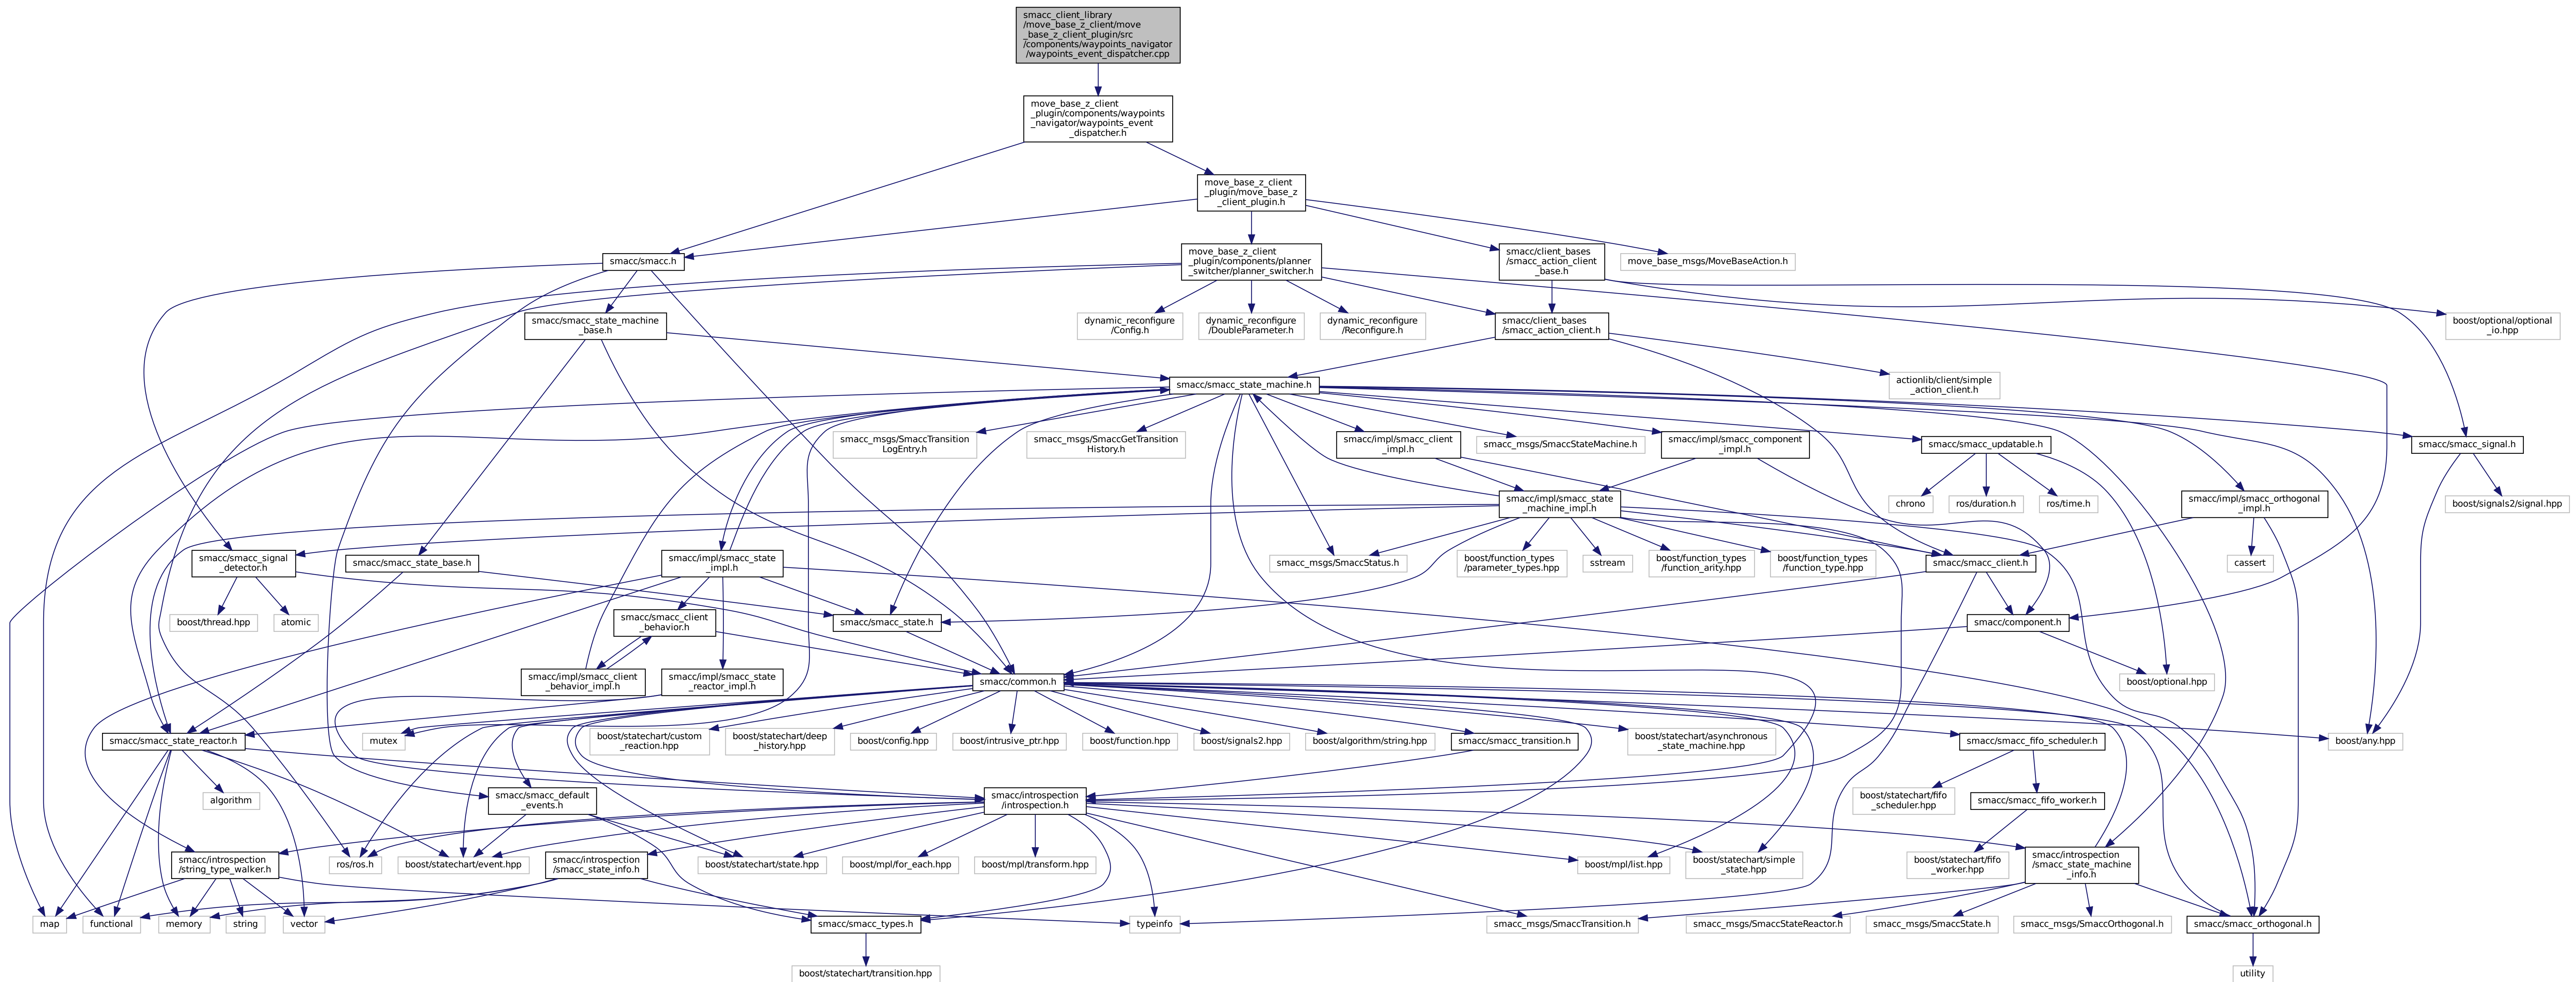 smacc_client_library
/move_base_z_client/move
_base_z_client_plugin/src
/components/waypoints_navigator
/waypoints_event_dispatcher.cpp
move_base_z_client
_plugin/components/waypoints
_navigator/waypoints_event
_dispatcher.h
move_base_z_client
_plugin/move_base_z
_client_plugin.h
smacc/smacc.h
move_base_z_client
_plugin/components/planner
_switcher/planner_switcher.h
smacc/client_bases
/smacc_action_client
_base.h
move_base_msgs/MoveBaseAction.h
smacc/smacc_state_machine
_base.h
dynamic_reconfigure
/Config.h
dynamic_reconfigure
/DoubleParameter.h
dynamic_reconfigure
/Reconfigure.h
smacc/client_bases
/smacc_action_client.h
boost/optional/optional
_io.hpp
smacc/smacc_state_machine.h
actionlib/client/simple
_action_client.h
smacc_msgs/SmaccTransition
LogEntry.h
smacc_msgs/SmaccGetTransition
History.h
smacc/impl/smacc_client
_impl.h
smacc_msgs/SmaccStateMachine.h
smacc/impl/smacc_component
_impl.h
smacc/smacc_updatable.h
smacc/smacc_signal.h
smacc/impl/smacc_state
_machine_impl.h
chrono
ros/duration.h
ros/time.h
smacc/impl/smacc_orthogonal
_impl.h
boost/signals2/signal.hpp
smacc/smacc_signal
_detector.h
smacc/smacc_state_base.h
smacc/impl/smacc_state
_impl.h
smacc_msgs/SmaccStatus.h
boost/function_types
/parameter_types.hpp
sstream
boost/function_types
/function_arity.hpp
boost/function_types
/function_type.hpp
smacc/smacc_client.h
cassert
boost/thread.hpp
atomic
smacc/smacc_client
_behavior.h
smacc/smacc_state.h
smacc/component.h
smacc/impl/smacc_client
_behavior_impl.h
smacc/impl/smacc_state
_reactor_impl.h
smacc/common.h
boost/optional.hpp
smacc/smacc_state_reactor.h
mutex
boost/statechart/custom
_reaction.hpp
boost/statechart/deep
_history.hpp
boost/config.hpp
boost/intrusive_ptr.hpp
boost/function.hpp
boost/signals2.hpp
boost/algorithm/string.hpp
smacc/smacc_transition.h
boost/statechart/asynchronous
_state_machine.hpp
smacc/smacc_fifo_scheduler.h
boost/any.hpp
algorithm
smacc/smacc_default
_events.h
smacc/introspection
/introspection.h
boost/statechart/fifo
_scheduler.hpp
smacc/smacc_fifo_worker.h
smacc/introspection
/string_type_walker.h
ros/ros.h
boost/statechart/event.hpp
smacc/introspection
/smacc_state_info.h
boost/statechart/state.hpp
boost/mpl/for_each.hpp
boost/mpl/transform.hpp
boost/mpl/list.hpp
boost/statechart/simple
_state.hpp
boost/statechart/fifo
_worker.hpp
smacc/introspection
/smacc_state_machine
_info.h
map
functional
memory
string
vector
smacc/smacc_types.h
typeinfo
smacc_msgs/SmaccTransition.h
smacc_msgs/SmaccStateReactor.h
smacc_msgs/SmaccState.h
smacc_msgs/SmaccOrthogonal.h
smacc/smacc_orthogonal.h
boost/statechart/transition.hpp
utility